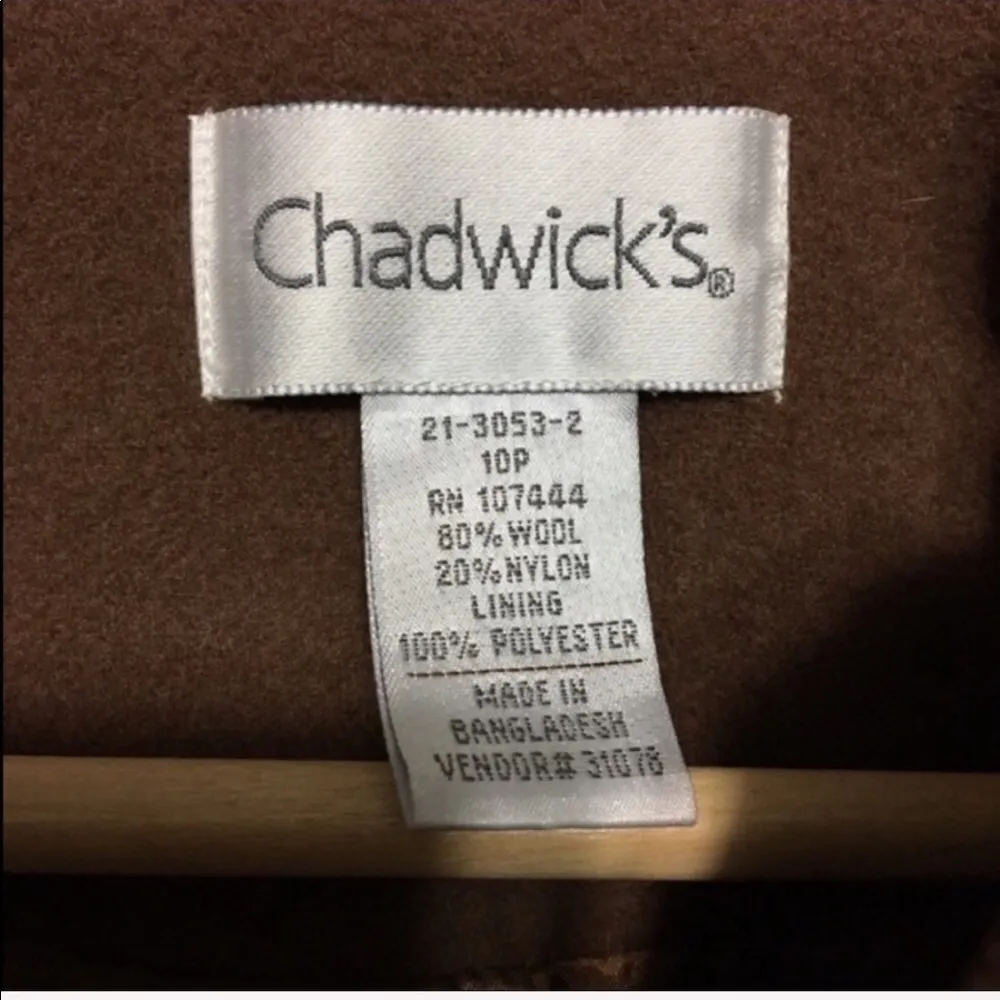 Chadwick's®
21-3053-2
10P
RN 107444
80% WOOL
20% NYLON
LINING
100% POLYESTER
MADE IN
BANGLADESH
VENDOR# 31078